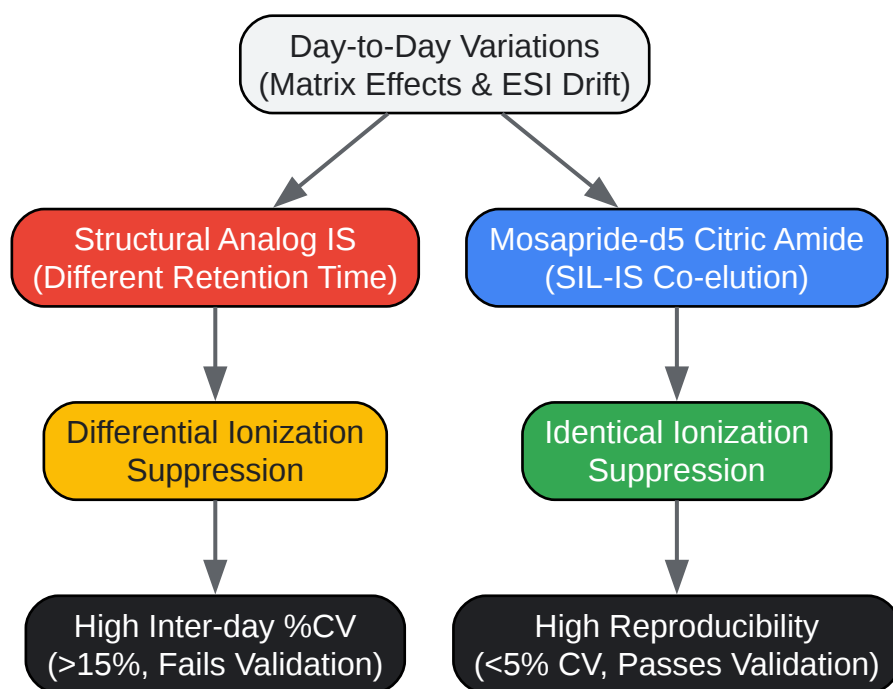 Day-to-Day Variations
(Matrix Effects & ESI Drift)
Structural Analog IS
(Different Retention Time)
Mosapride-d5 Citric Amide
(SIL-IS Co-elution)
Differential Ionization
Suppression
Identical Ionization
Suppression
High Inter-day %CV
(>15%, Fails Validation)
High Reproducibility
(<5% CV, Passes Validation)